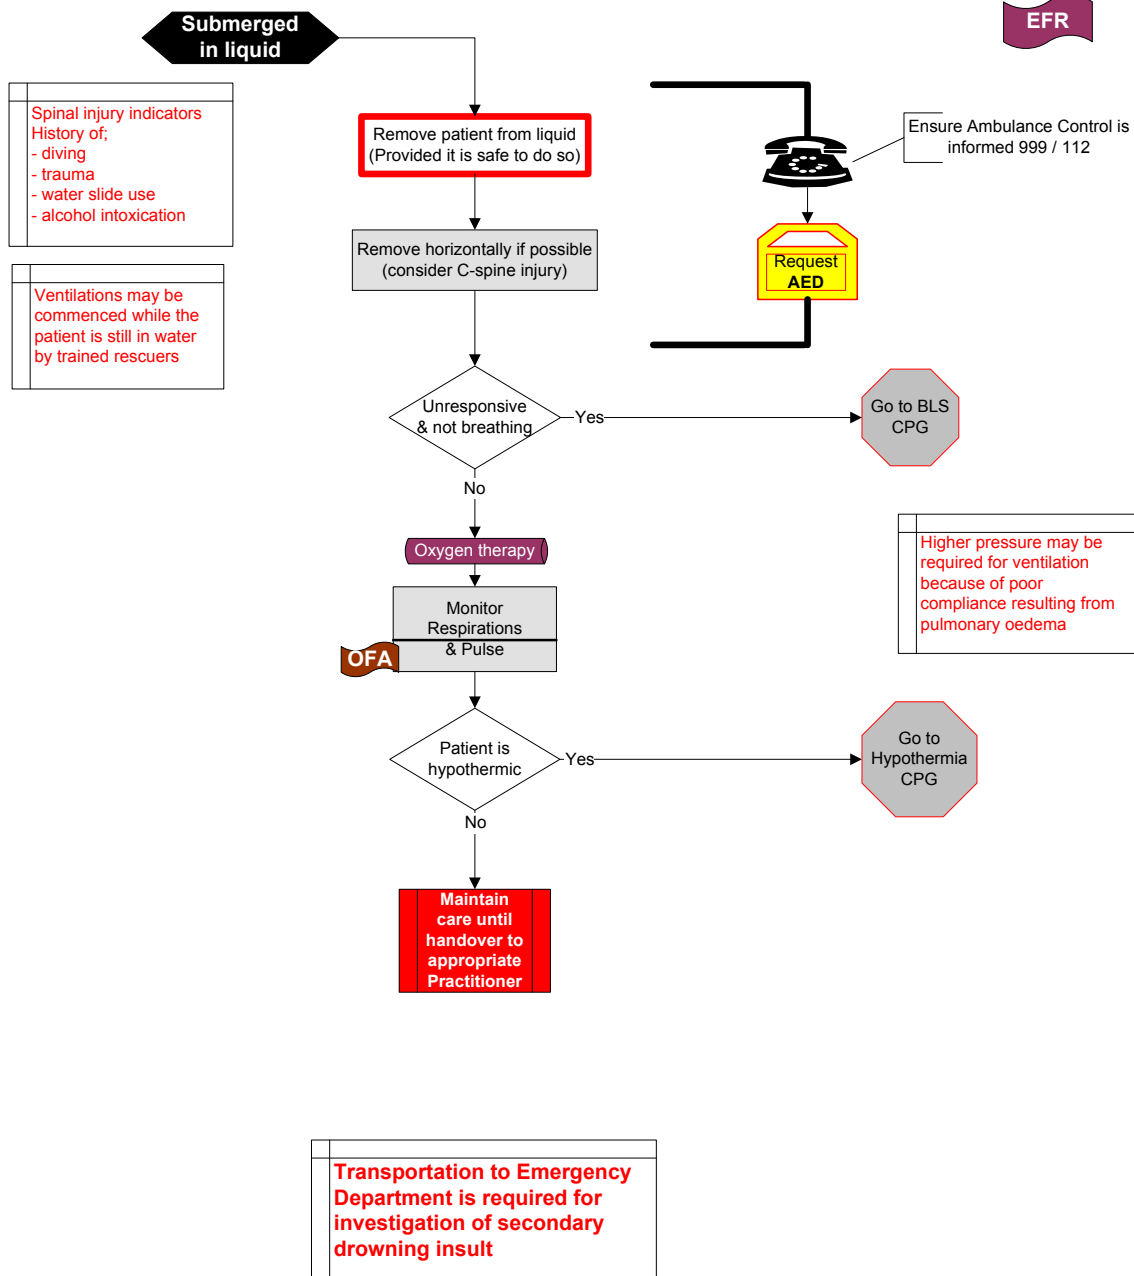 Submerged
in liquid
EFR
Spinal injury indicators
History of;
- diving
- trauma
- water slide use
- alcohol intoxication
Remove patient from liquid
(Provided it is safe to do so)
Ensure Ambulance Control is
informed 999 / 112
Remove horizontally if possible
(consider C-spine injury)
Request
AED
Ventilations may be
commenced while the
patient is still in water
by trained rescuers
Unresponsive
& not breathing
Yes
Go to BLS
CPG
No
Oxygen therapy
Higher pressure may be
required for ventilation
because of poor
compliance resulting from
pulmonary oedema
Monitor
Respirations
& Pulse
OFA
Patient is
hypothermic
Yes
Go to
Hypothermia
CPG
No
Maintain
care until
handover to
appropriate
Practitioner
Transportation to Emergency
Department is required for
investigation of secondary
drowning insult